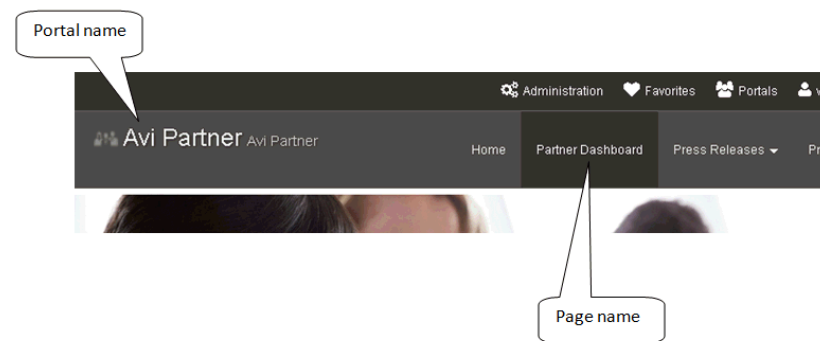 Portal name
Administration Favorites Portals
Avi Partner Avi Partner
Home Partner Dashboard Press Releases
Page name